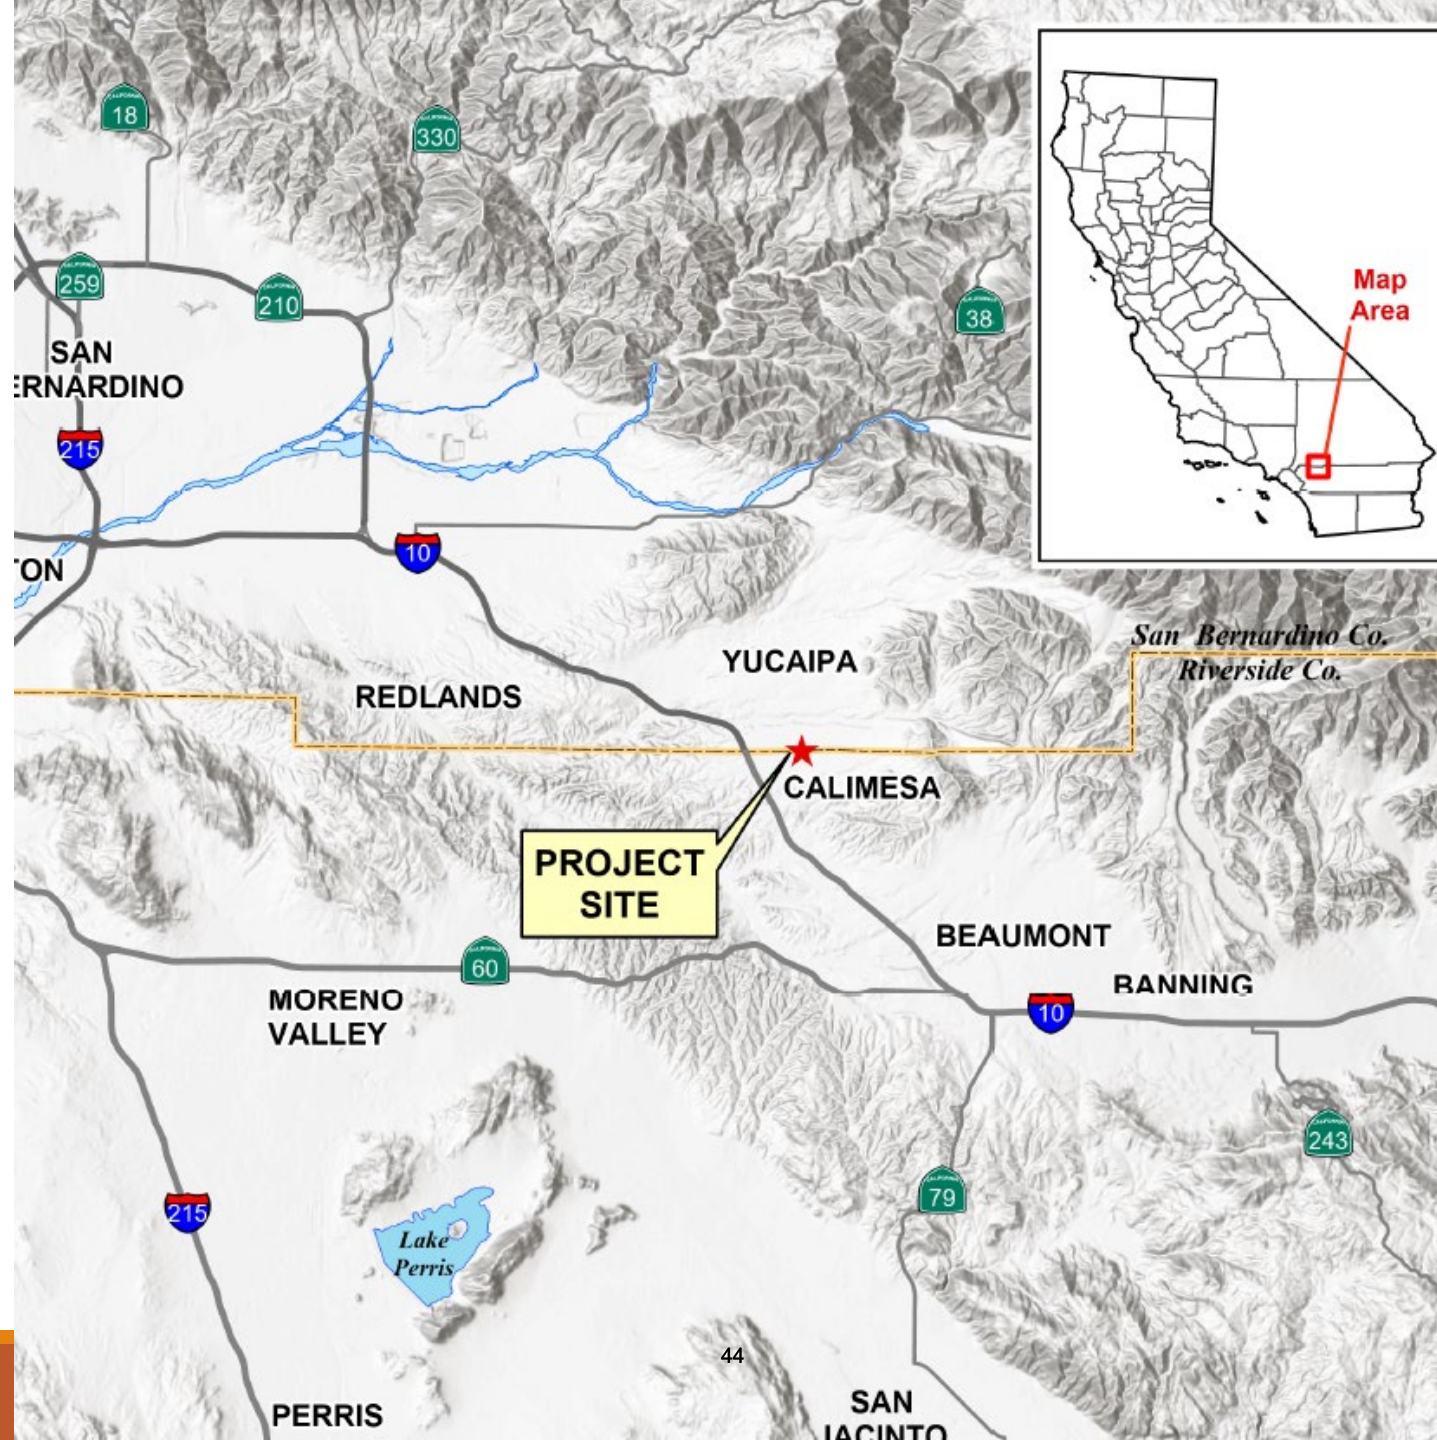 18
330
259
210
38
Map
Area
SAN
ERNARDINO
215
10
TON
San Bernardino Co.
Riverside Co.
YUCAIPA
REDLANDS
CALIMESA
PROJECT
SITE
BEAUMONT
BANNING
60
10
MORENO
VALLEY
243
79
215
Lake
Perris
44
PERRIS
SAN
JACINTO